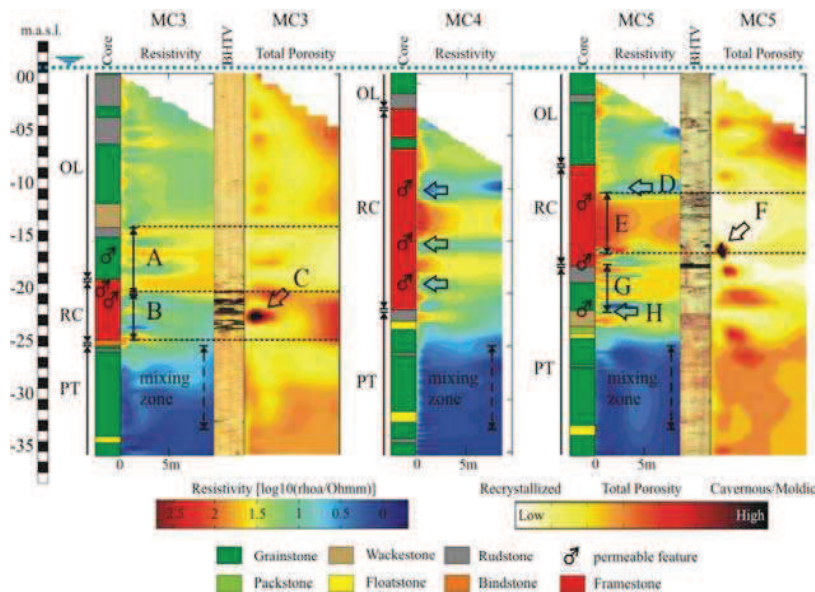 MC3 MC3 MC4 MC5 MC5
m.a.s.l.
Core Resistivity BHTV Total Porosity Core Resistivity Core Resistivity BHTV Total Porosity
00
-05
-10
-15
-20
-25
-30
-35
OL
RC
PT
A
B
C
mixing zone
0 5m
OL
RC
PT
mixing zone
0 5m
OL
RC
PT
D
E
F
G
H
mixing zone
0 5m
Resistivity [log10(rhoa/Ohmm)]
2.5 2 1.5 1 0.5 0
Recrystallized Total Porosity Cavernous/Moldic
Low High
Grainstone Wackestone Rudstone permeable feature
Packstone Floatstone Bindstone Framestone